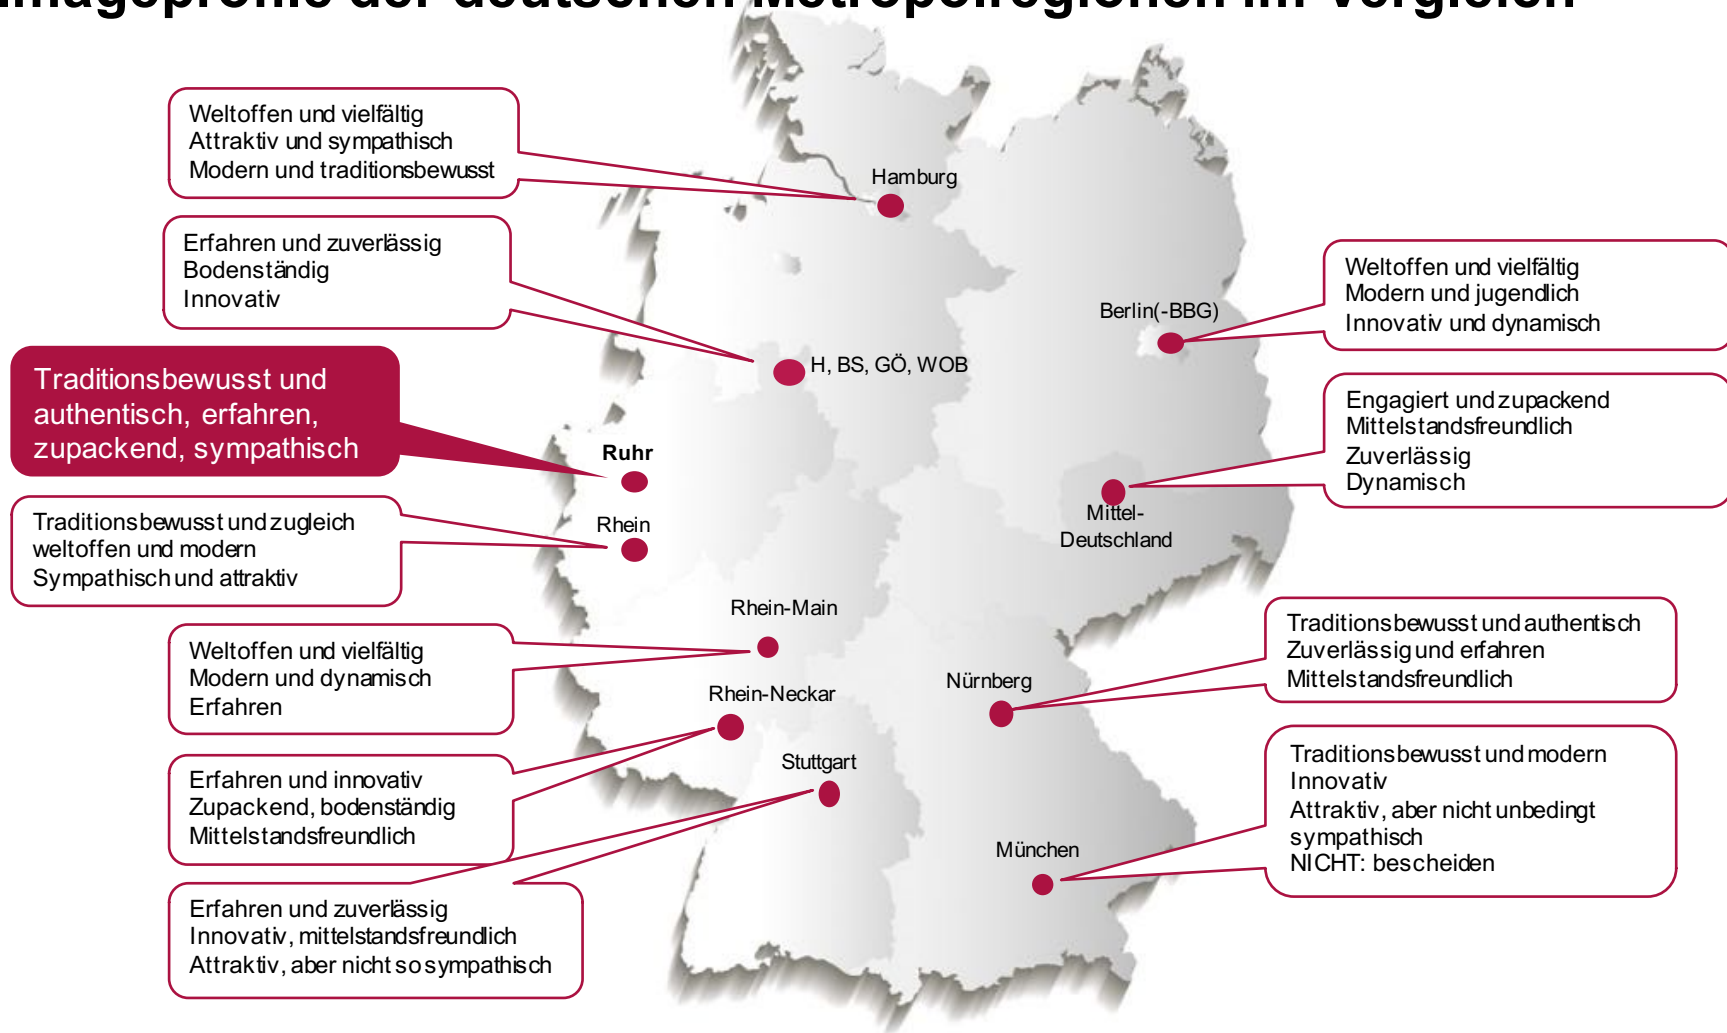 Imageprofile der deutschen Metropolregionen im Vergleich
Weltoffen und vielfältig
Attraktiv und sympathisch
Modern und traditionsbewusst
Hamburg
Erfahren und zuverlässig
Bodenständig
Innovativ
H, BS, GÖ, WOB
Weltoffen und vielfältig
Modern und jugendlich
Innovativ und dynamisch
Berlin(-BBG)
Traditionsbewusst und
authentisch, erfahren,
zupackend, sympathisch
Ruhr
Engagiert und zupackend
Mittelstandsfreundlich
Zuverlässig
Dynamisch
Mittel-
Deutschland
Traditionsbewusst und zugleich
weltoffen und modern
Sympathisch und attraktiv
Rhein
Weltoffen und vielfältig
Modern und dynamisch
Erfahren
Rhein-Main
Traditionsbewusst und authentisch
Zuverlässig und erfahren
Mittelstandsfreundlich
Nürnberg
Erfahren und innovativ
Zupackend, bodenständig
Mittelstandsfreundlich
Rhein-Neckar
Traditionsbewusst und modern
Innovativ
Attraktiv, aber nicht unbedingt
sympathisch
NICHT: bescheiden
München
Erfahren und zuverlässig
Innovativ, mittelstandsfreundlich
Attraktiv, aber nicht so sympathisch
Stuttgart